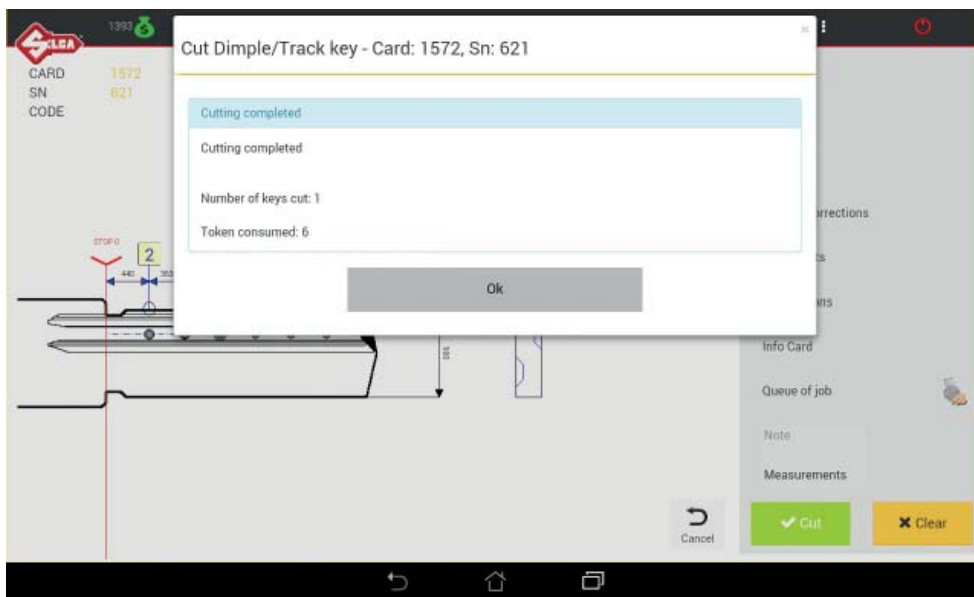 SILCA
1393
Cut Dimple/Track key - Card: 1572, Sn: 621
CARD 1572
SN 621
CODE
Cutting completed
Cutting completed
Number of keys cut: 1
Token consumed: 6
Ok
STOP 0
2
440
Info Card
Queue of job
Note
Measurements
Cancel
Cut
Clear